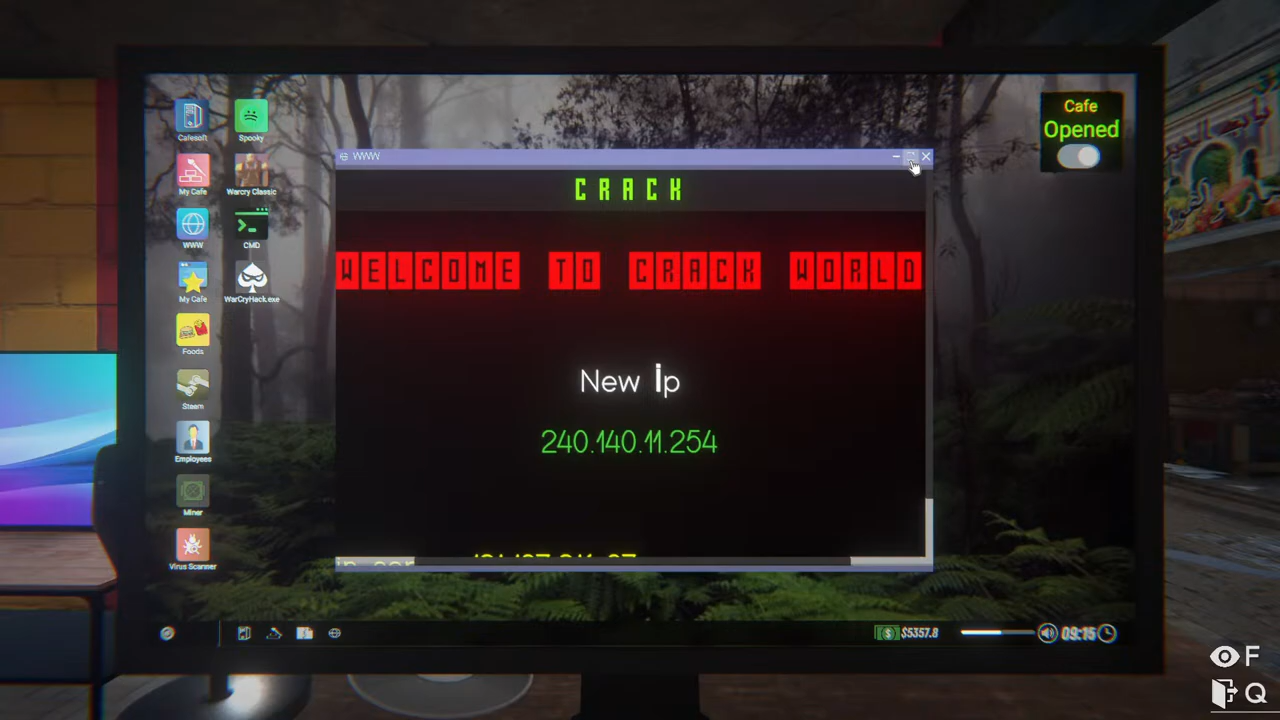 Cafesoft
Spooky
My Cafe
Warcry Classic
WWW
CMD
My Cafe
WarCryHack.exe
Foods
Steam
Employees
Miner
Virus Scanner
WWW
CRACK
WELCOME TO CRACK WORLD
New ip
240.140.11.254
Cafe
Opened
$5357.8
09:15
F
Q